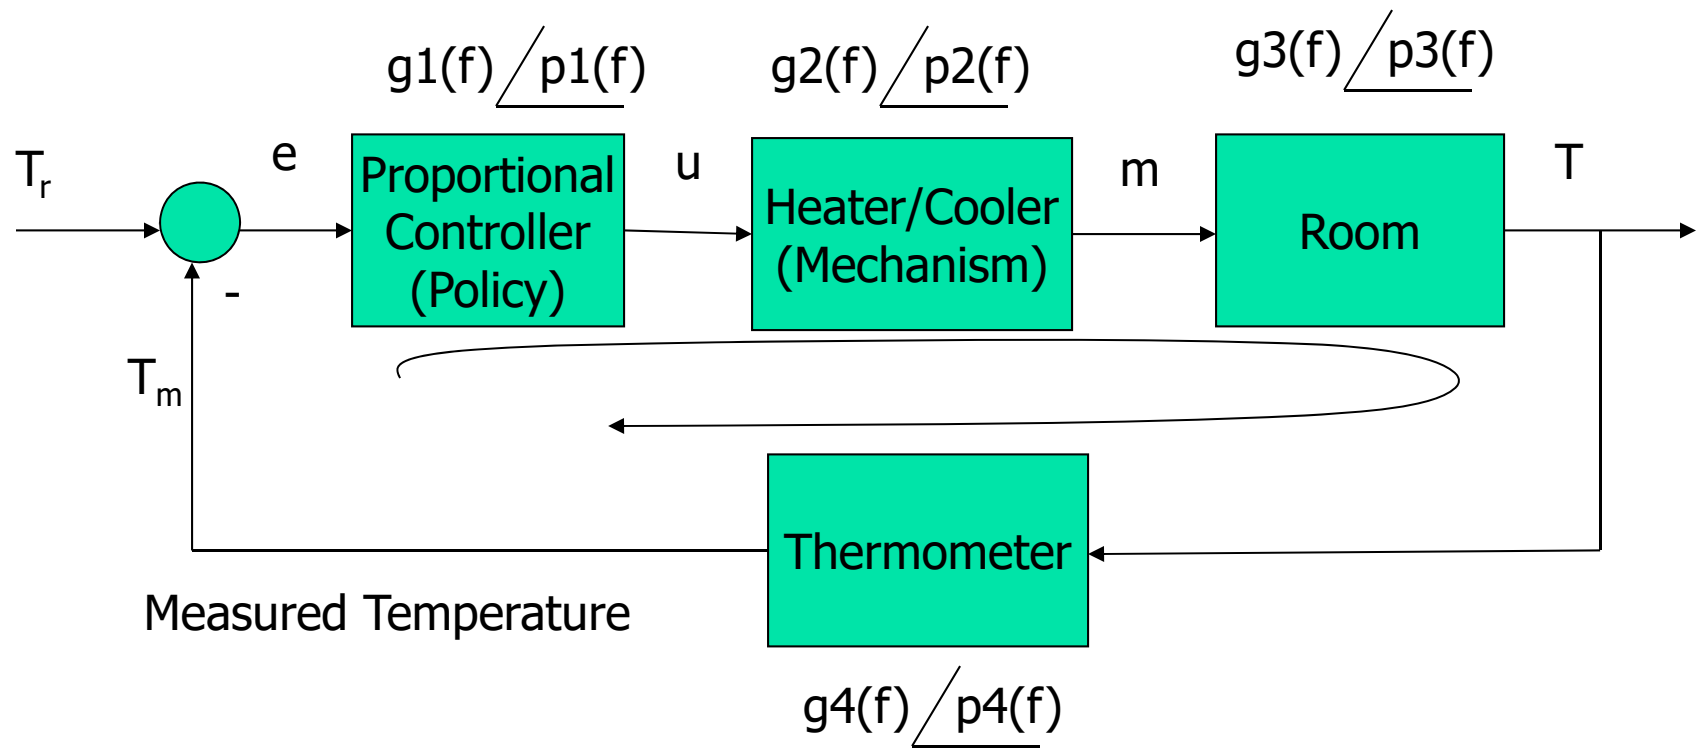 g1(f) p1(f)
g2(f) p2(f)
g3(f) p3(f)
Tr
e
Proportional
Controller
(Policy)
u
Heater/Cooler
(Mechanism)
m
Room
T
-
Tm
Thermometer
Measured Temperature
g4(f) p4(f)